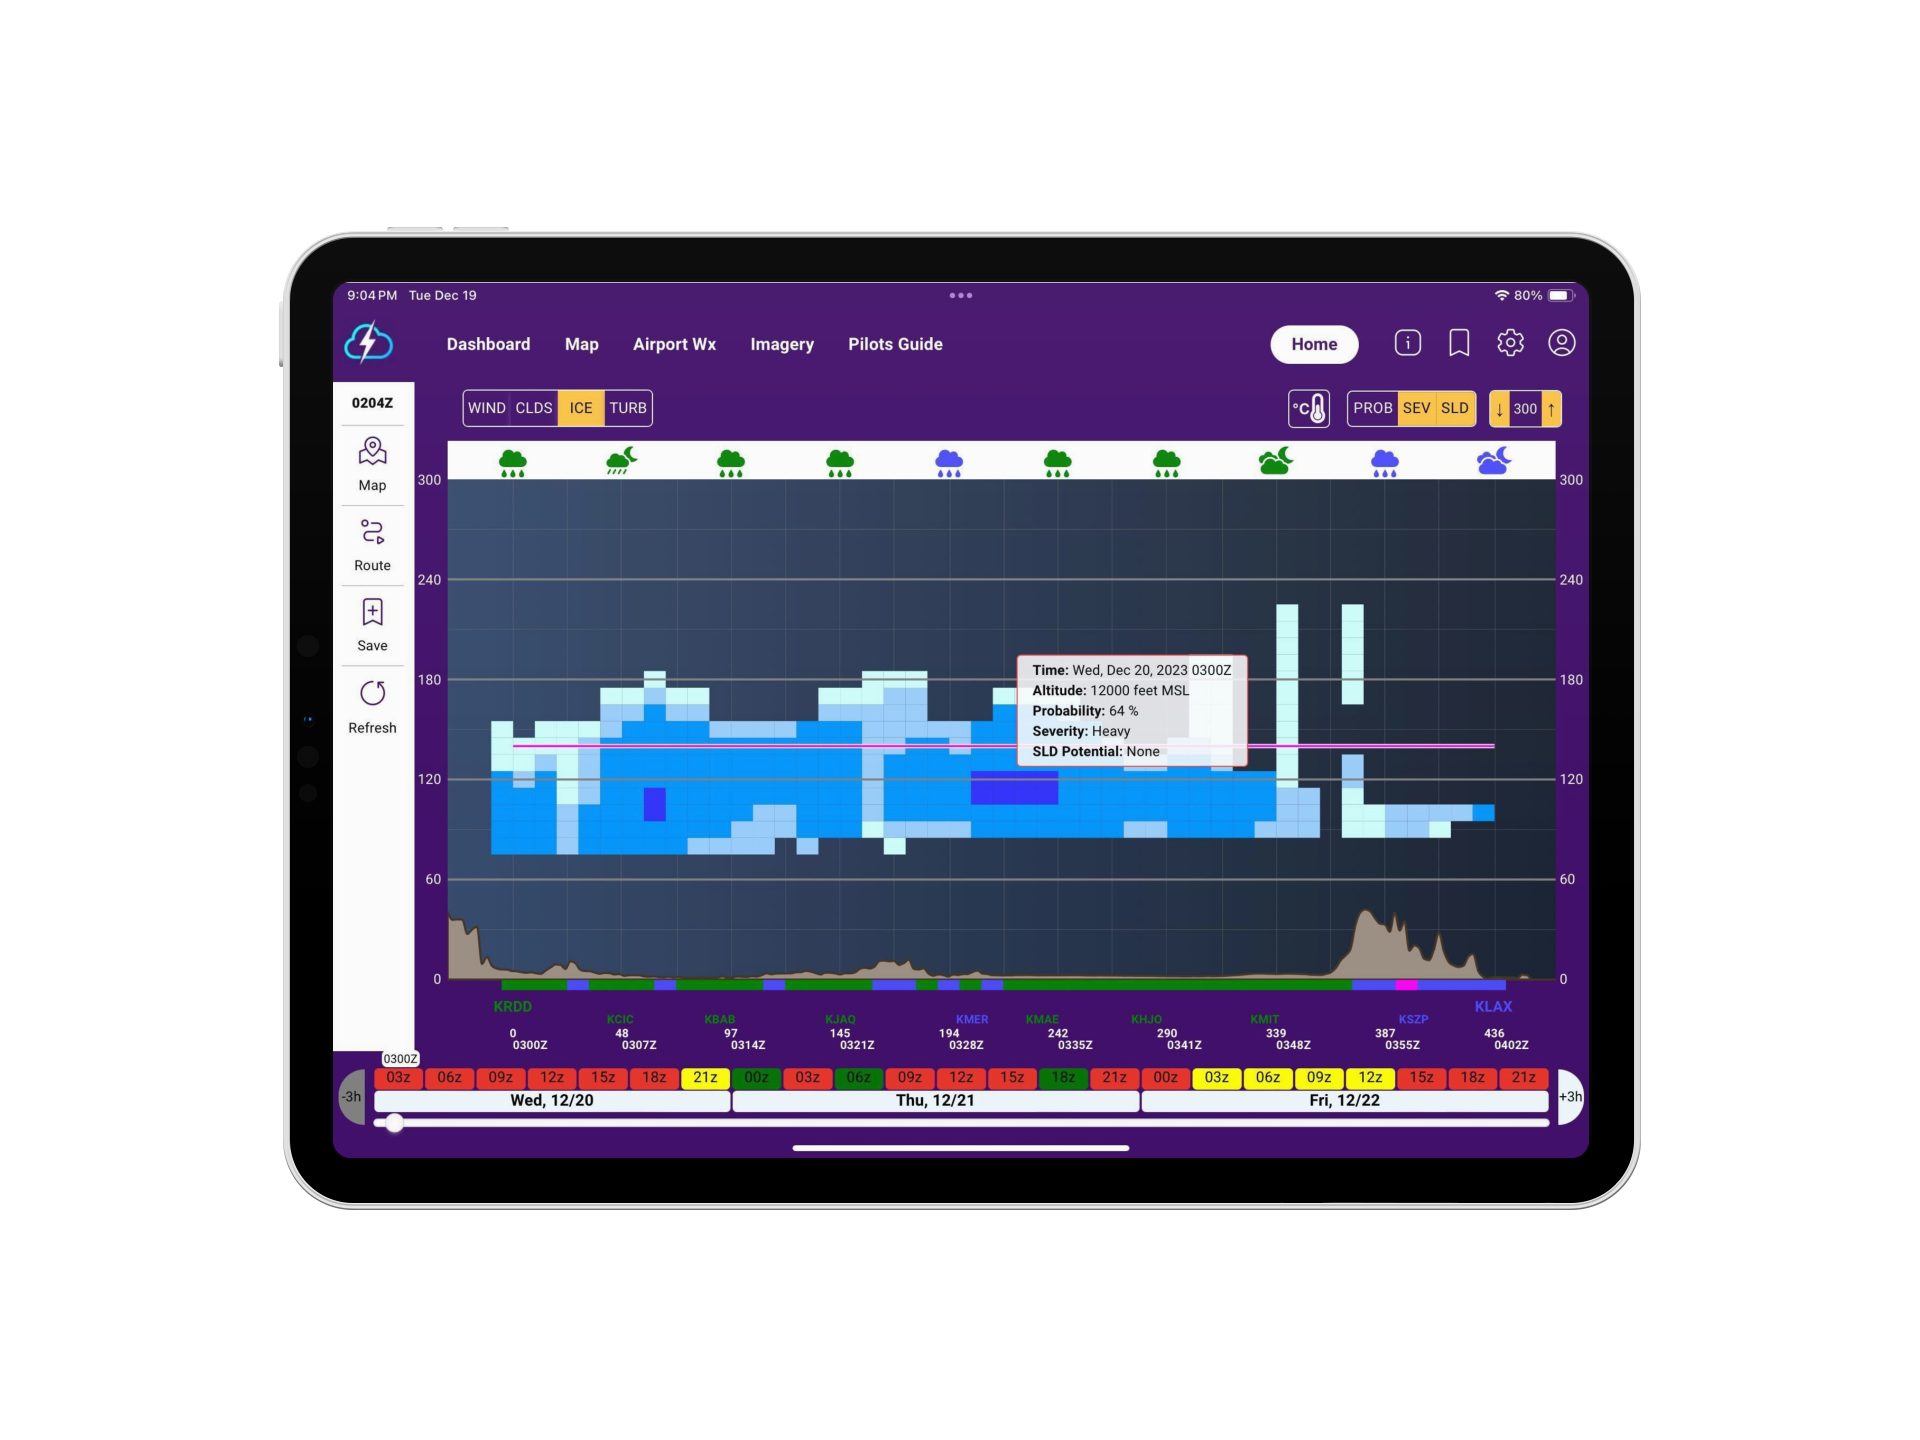 9:04 PM Tue Dec 19
80%
Dashboard Map Airport Wx Imagery Pilots Guide Home
0204Z
Map
Route
Save
Refresh
WIND CLDS ICE TURB
°C
PROB SEV SLD
↓ 300 ↑
300 300
240 240
180 180
120 120
60 60
0 0
Time: Wed, Dec 20, 2023 0300Z
Altitude: 12000 feet MSL
Probability: 64 %
Severity: Heavy
SLD Potential: None
KRDD KLAX
KCIC KBAB KJAQ KMER KMAE KHJO KMIT KSZP
0 48 97 145 194 242 290 339 387 436
0300Z 0307Z 0314Z 0321Z 0328Z 0335Z 0341Z 0348Z 0355Z 0402Z
0300Z
03z 06z 09z 12z 15z 18z 21z 00z 03z 06z 09z 12z 15z 18z 21z 00z 03z 06z 09z 12z 15z 18z 21z
-3h Wed, 12/20 Thu, 12/21 Fri, 12/22 +3h